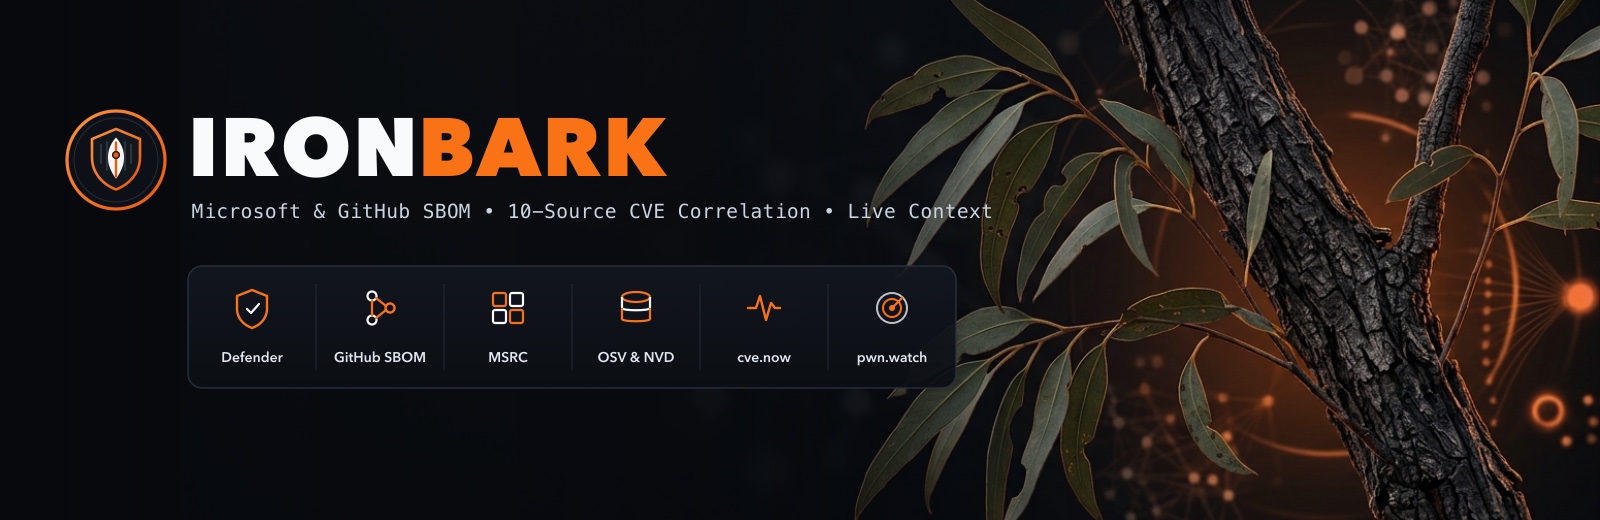 IRONBARK
Microsoft & GitHub SBOM • 10-Source CVE Correlation • Live Context
Defender
GitHub SBOM
MSRC
OSV & NVD
cve.now
pwn.watch